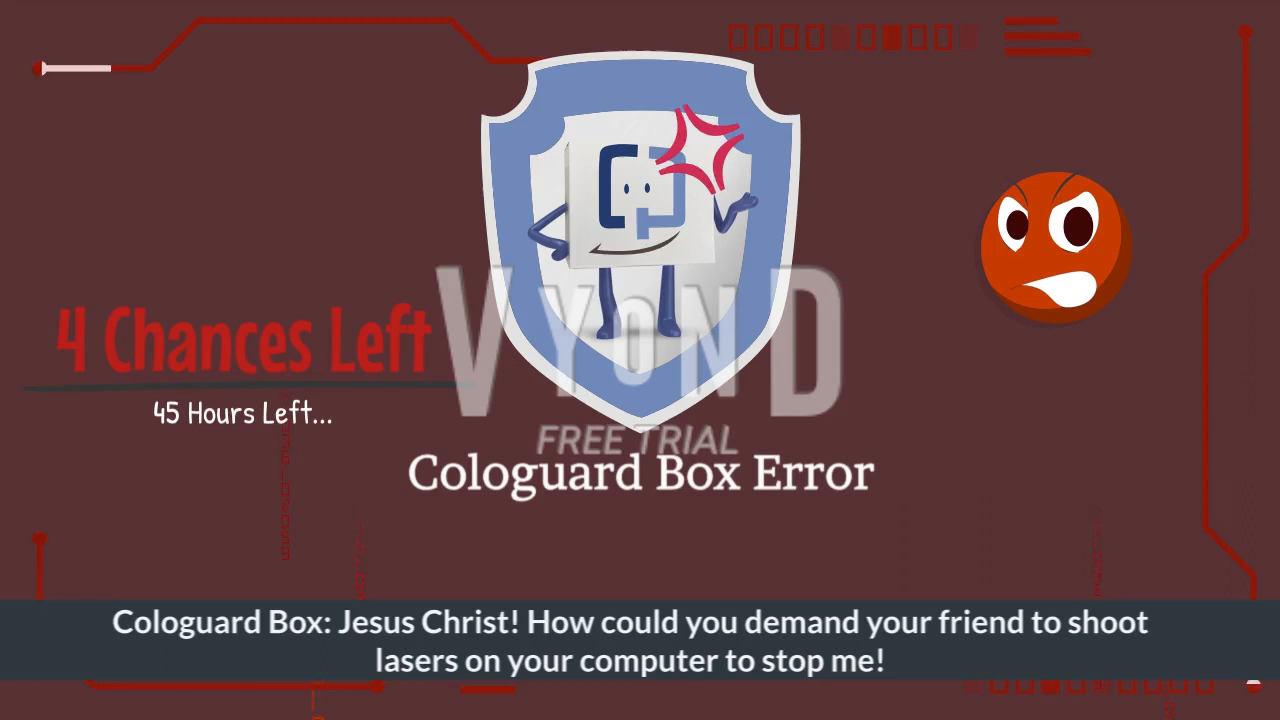 4 Chances Left
45 Hours Left...
VYOND
FREE TRIAL
Cologuard Box Error
Cologuard Box: Jesus Christ! How could you demand your friend to shoot
lasers on your computer to stop me!